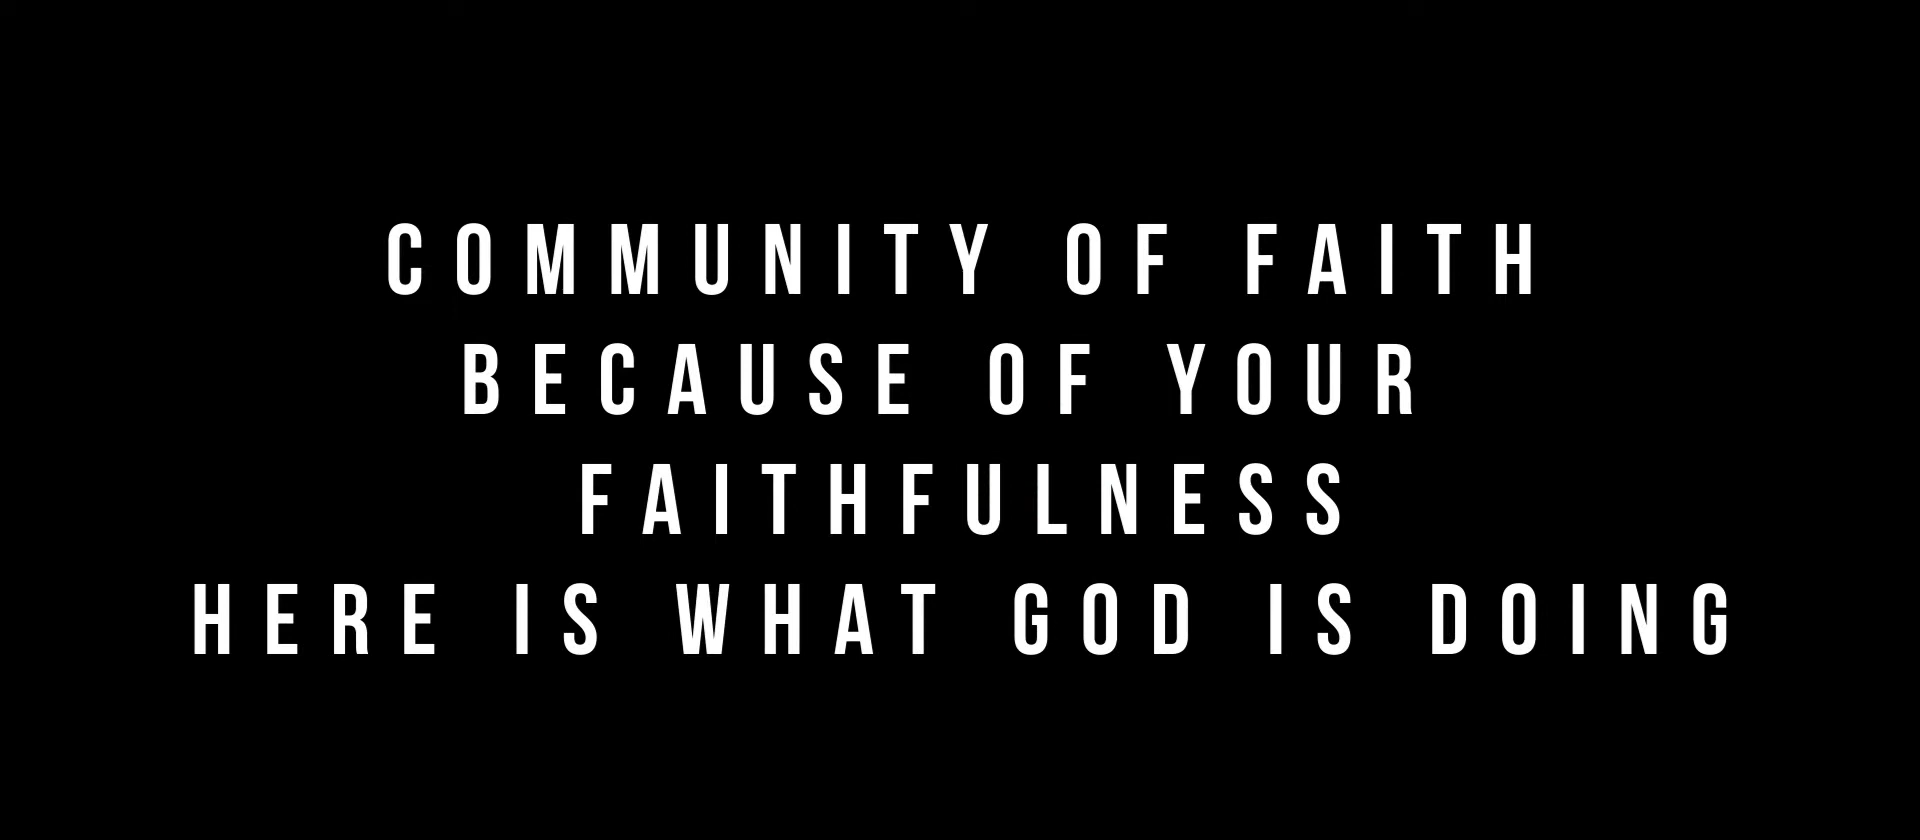 COMMUNITY OF FAITH
BECAUSE OF YOUR
FAITHFULNESS
HERE IS WHAT GOD IS DOING